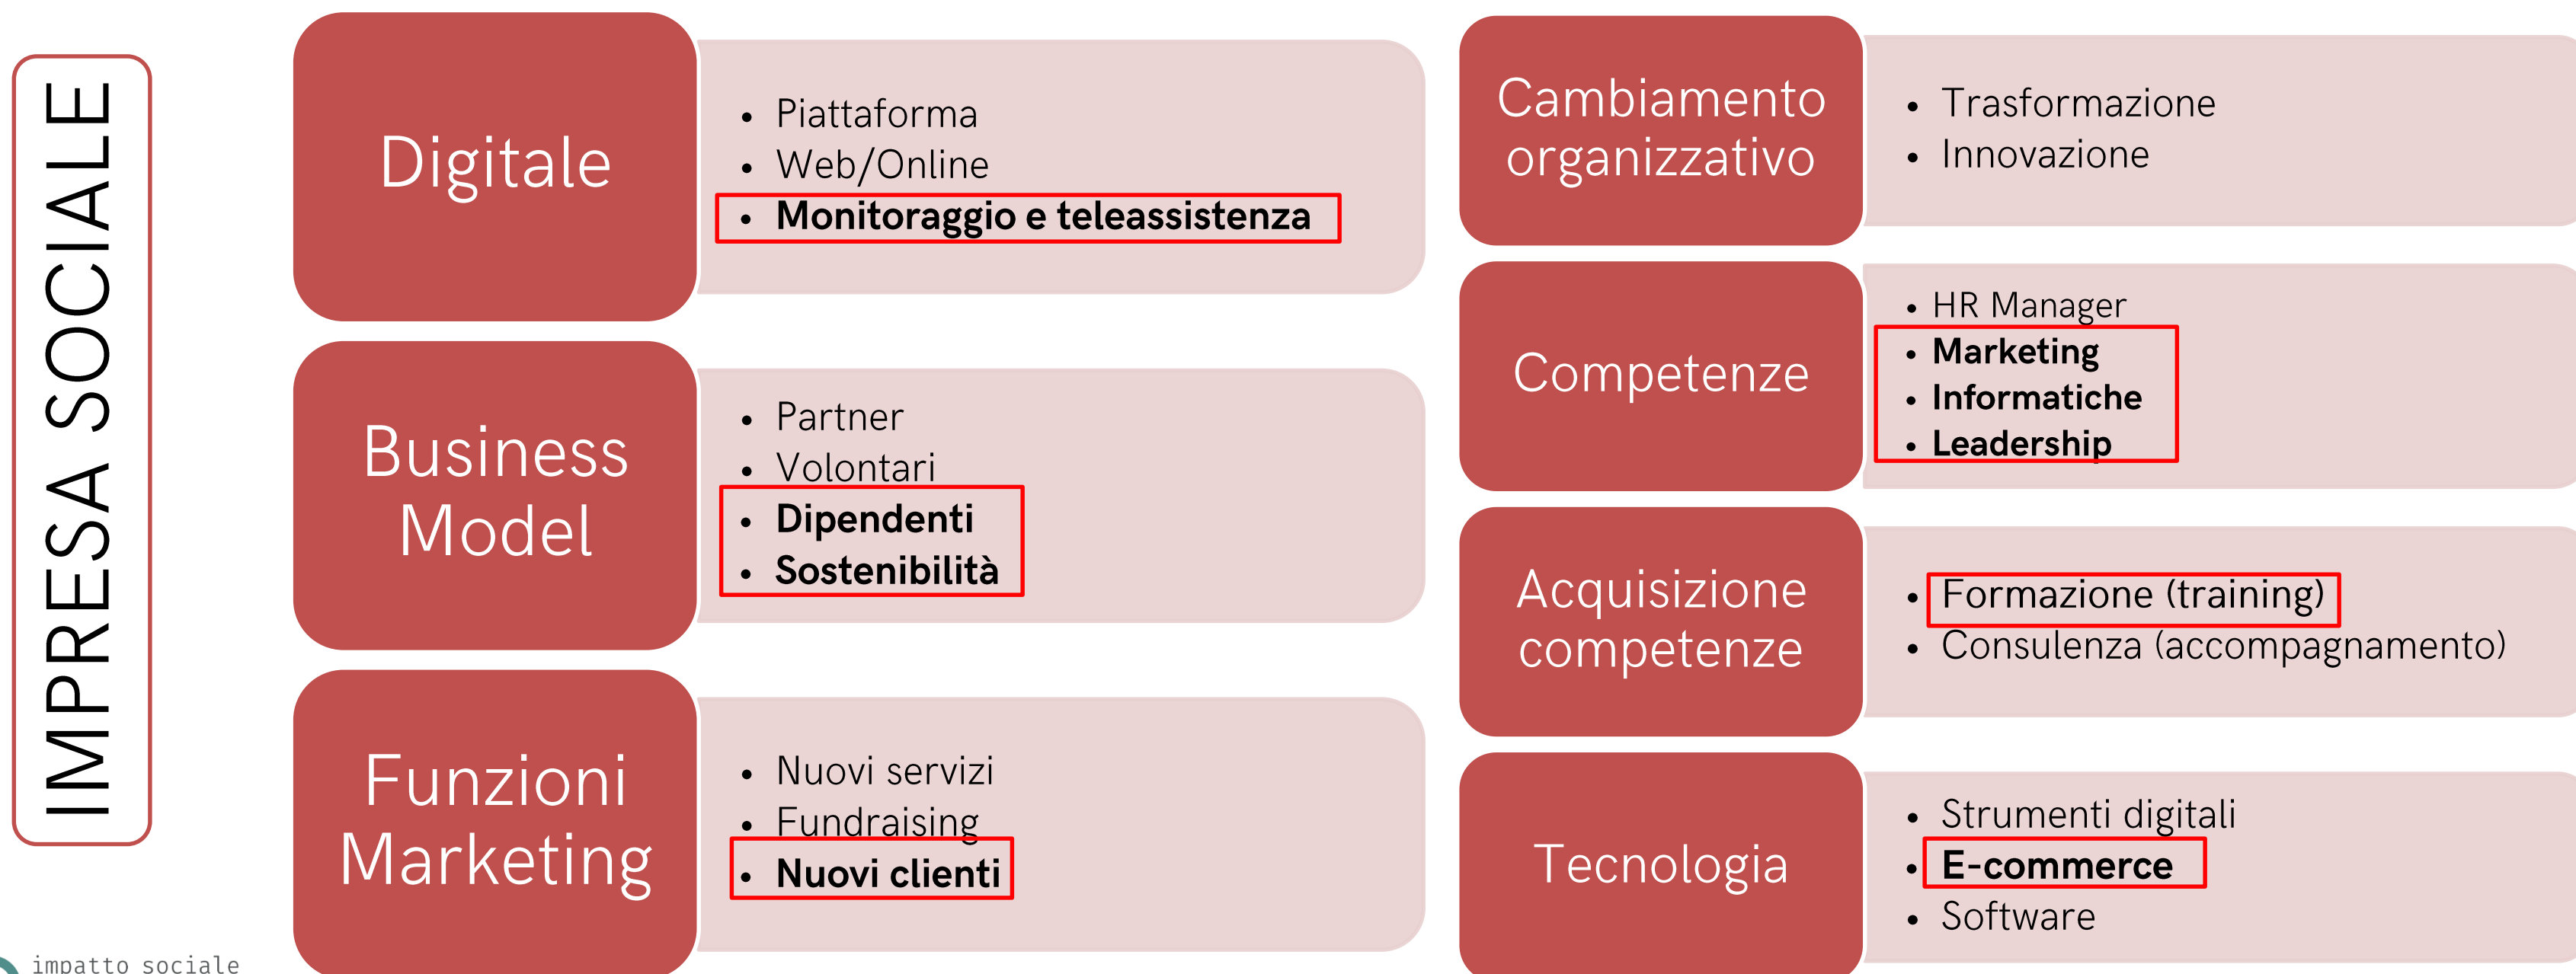 IMPRESA SOCIALE
Digitale
• Piattaforma
• Web/Online
• Monitoraggio e teleassistenza
Business
Model
• Partner
• Volontari
• Dipendenti
• Sostenibilità
Funzioni
Marketing
• Nuovi servizi
• Fundraising
• Nuovi clienti
Cambiamento
organizzativo
• Trasformazione
• Innovazione
Competenze
• HR Manager
• Marketing
• Informatiche
• Leadership
Acquisizione
competenze
• Formazione (training)
• Consulenza (accompagnamento)
Tecnologia
• Strumenti digitali
• E-commerce
• Software
impatto sociale